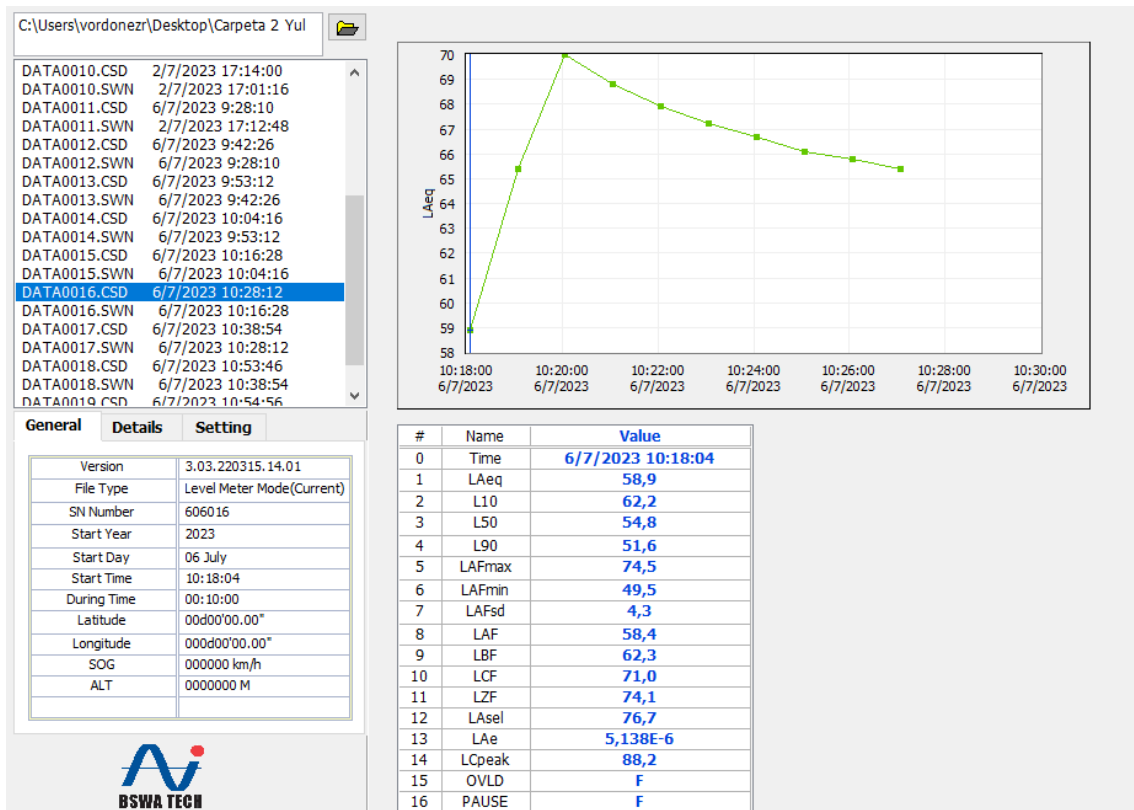 C:\Users\vordonezr\Desktop\Carpeta 2 Yul
DATA0010.CSD 2/7/2023 17:14:00
DATA0010.SWN 2/7/2023 17:01:16
DATA0011.CSD 6/7/2023 9:28:10
DATA0011.SWN 2/7/2023 17:12:48
DATA0012.CSD 6/7/2023 9:42:26
DATA0012.SWN 6/7/2023 9:28:10
DATA0013.CSD 6/7/2023 9:53:12
DATA0013.SWN 6/7/2023 9:42:26
DATA0014.CSD 6/7/2023 10:04:16
DATA0014.SWN 6/7/2023 9:53:12
DATA0015.CSD 6/7/2023 10:16:28
DATA0015.SWN 6/7/2023 10:04:16
DATA0016.CSD 6/7/2023 10:28:12
DATA0016.SWN 6/7/2023 10:16:28
DATA0017.CSD 6/7/2023 10:38:54
DATA0017.SWN 6/7/2023 10:28:12
DATA0018.CSD 6/7/2023 10:53:46
DATA0018.SWN 6/7/2023 10:38:54
DATA0019.CSD 6/7/2023 10:54:56
General Details Setting
Version 3.03.220315.14.01
File Type Level Meter Mode(Current)
SN Number 606016
Start Year 2023
Start Day 06 July
Start Time 10:18:04
During Time 00:10:00
Latitude 00d00'00.00"
Longitude 000d00'00.00"
SOG 000000 km/h
ALT 0000000 M
BSWA TECH
70
69
68
67
66
65
64
63
62
61
60
59
58
LAeq
10:18:00 10:20:00 10:22:00 10:24:00 10:26:00 10:28:00 10:30:00
6/7/2023 6/7/2023 6/7/2023 6/7/2023 6/7/2023 6/7/2023 6/7/2023
# Name Value
0 Time 6/7/2023 10:18:04
1 LAeq 58,9
2 L10 62,2
3 L50 54,8
4 L90 51,6
5 LAFmax 74,5
6 LAFmin 49,5
7 LAFsd 4,3
8 LAF 58,4
9 LBF 62,3
10 LCF 71,0
11 LZF 74,1
12 LAsel 76,7
13 LAe 5,138E-6
14 LCpeak 88,2
15 OVLD F
16 PAUSE F